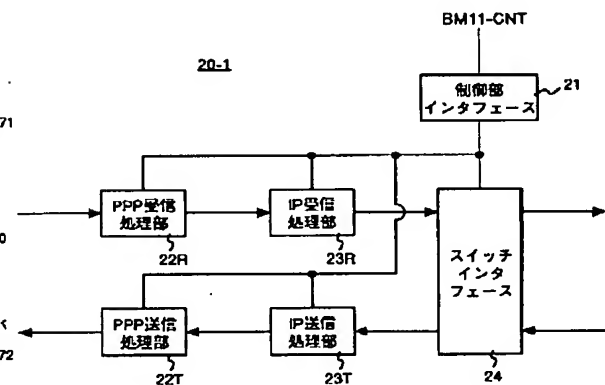 BM11-CNT
20-1
制御部
インタフェース
21
71
PPP受信
処理部
IP受信
処理部
22R
23R
0
スイッチ
インタ
フェース
PPP送信
処理部
IP送信
処理部
22T
23T
24
72